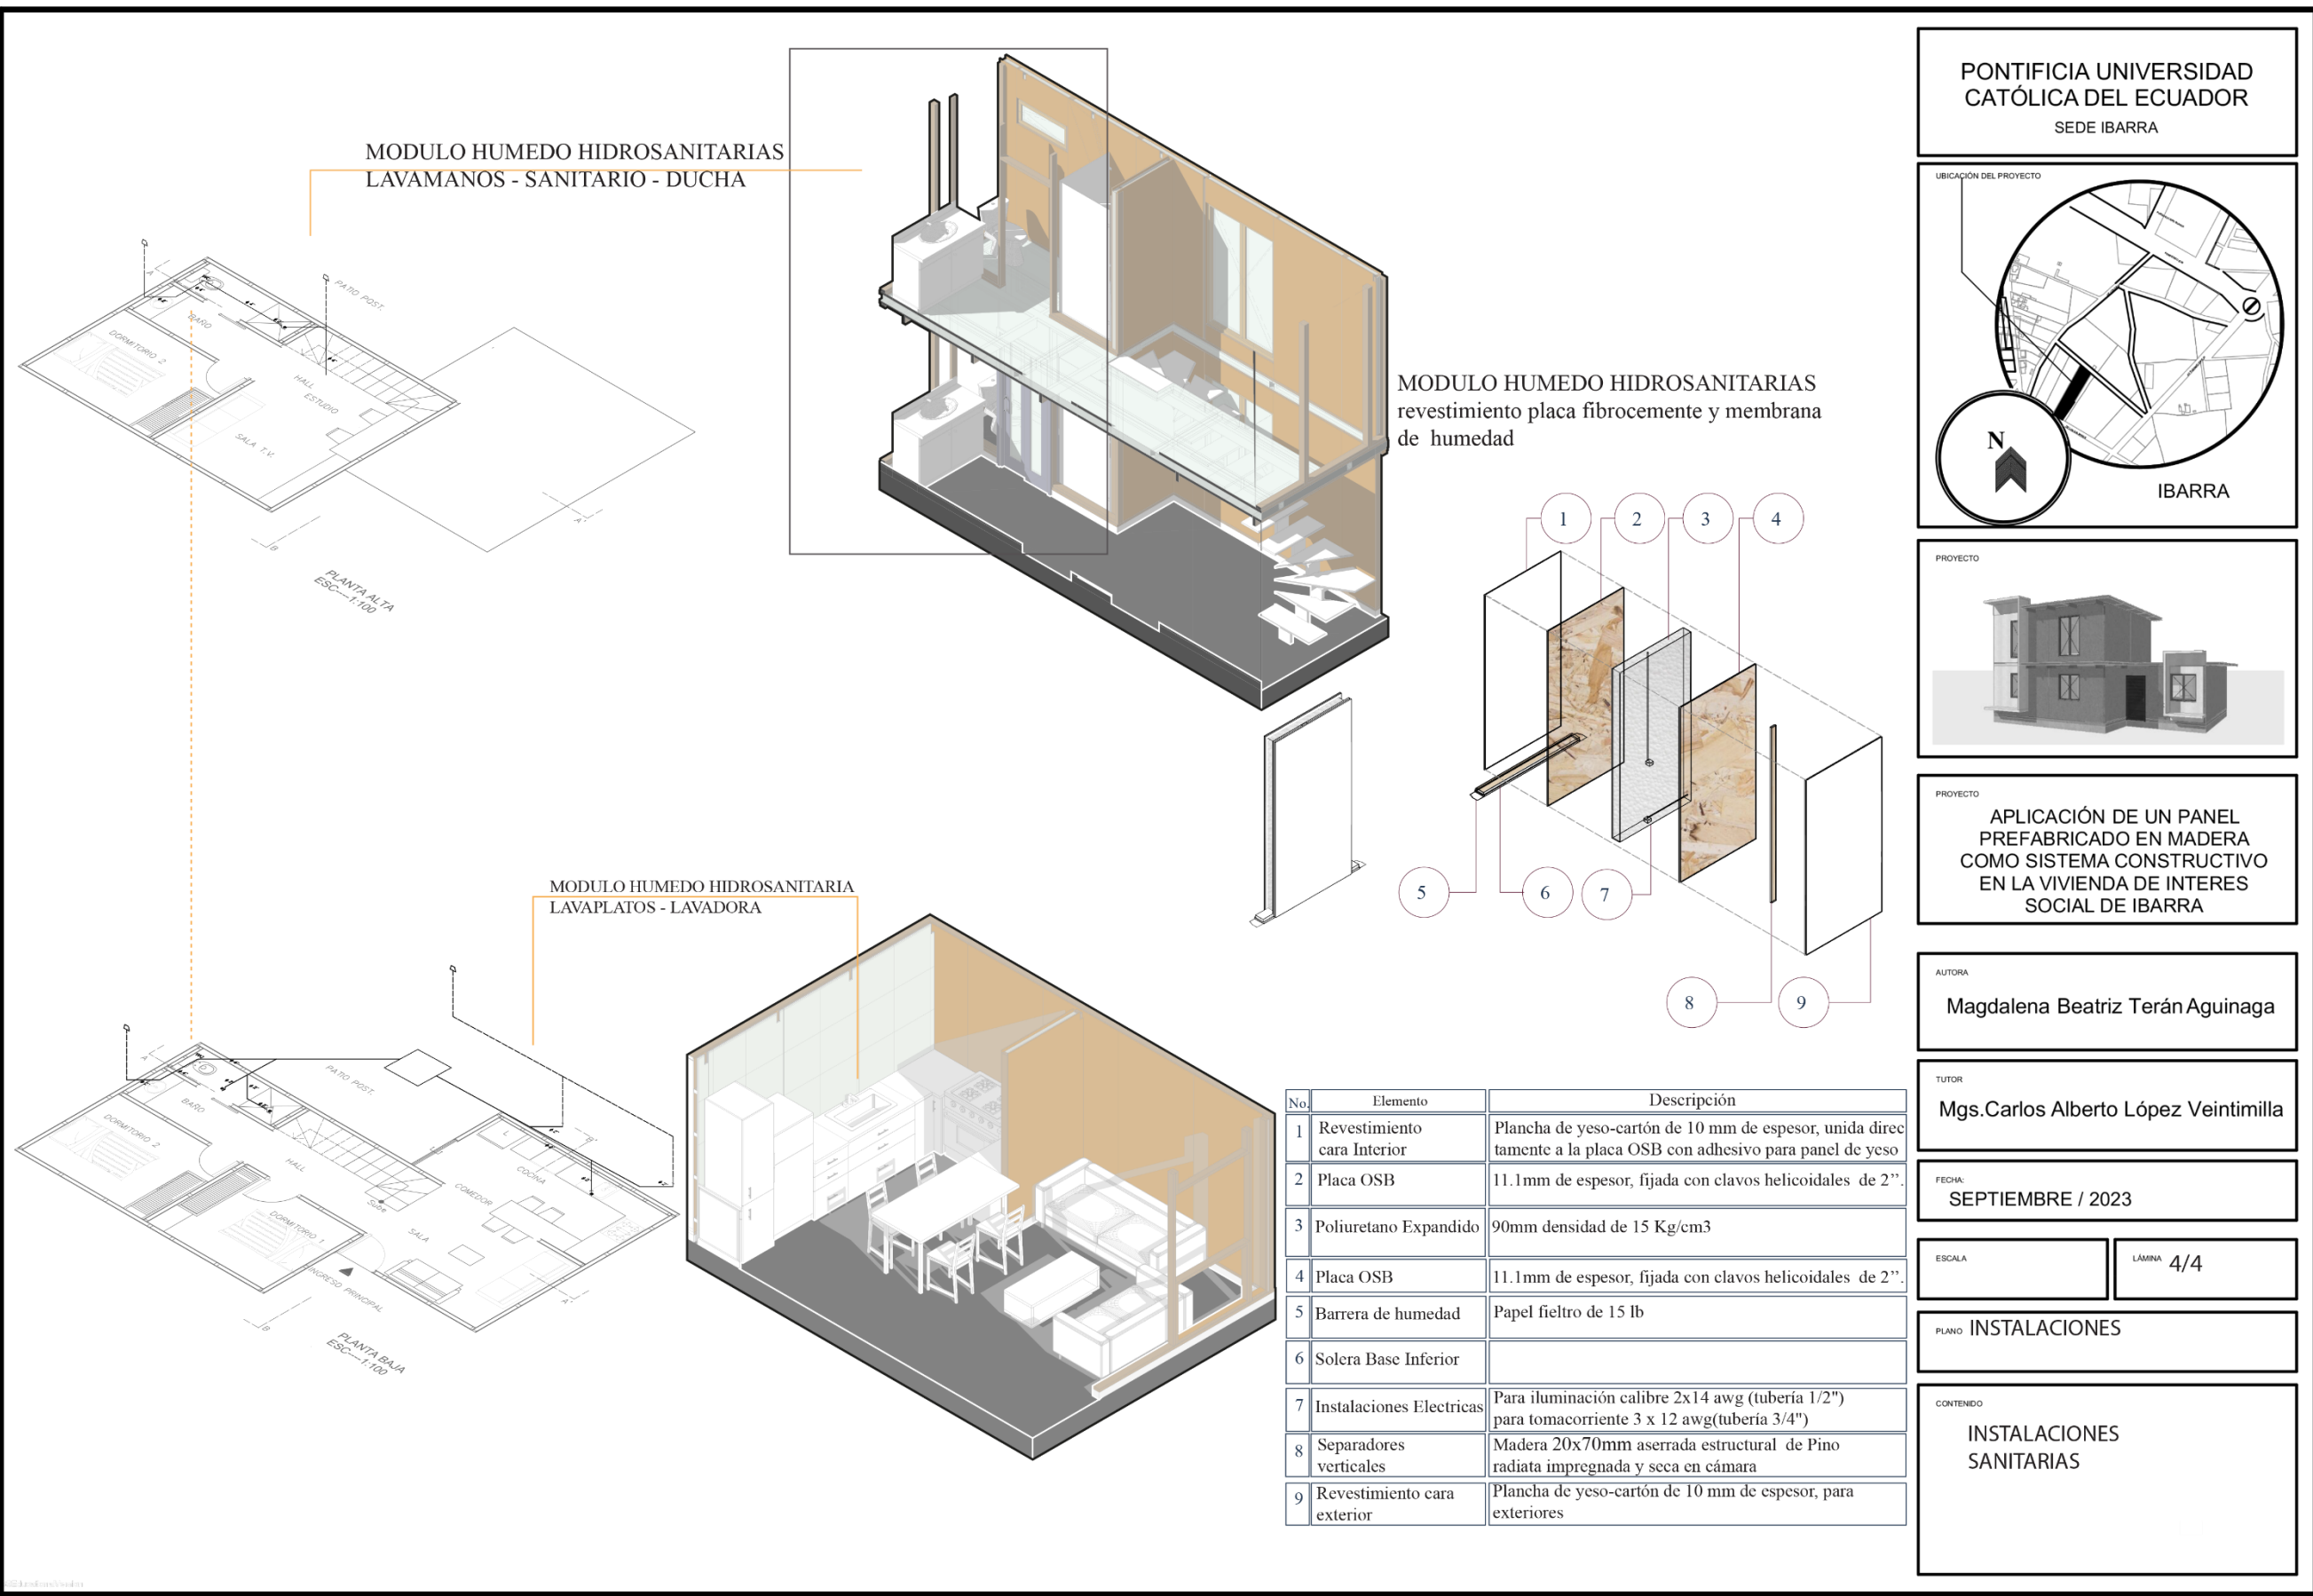 MODULO HUMEDO HIDROSANITARIAS
LAVAMANOS - SANITARIO - DUCHA
PATIO POST.
BAÑO
DORMITORIO 2
HALL
ESTUDIO
SALA T.V.
A'
B
PLANTA ALTA
ESC----1:100
MODULO HUMEDO HIDROSANITARIAS
revestimiento placa fibrocemente y membrana
de humedad
1
2
3
4
5
6
7
8
9
MODULO HUMEDO HIDROSANITARIA
LAVAPLATOS - LAVADORA
PATIO POST.
BAÑO
DORMITORIO 2
HALL
COCINA
COMEDOR
Sube
SALA
DORMITORIO 1
INGRESO PRINCIPAL
A'
B
PLANTA BAJA
ESC----1:100
No. Elemento Descripción
1 Revestimiento cara Interior Plancha de yeso-cartón de 10 mm de espesor, unida direc
tamente a la placa OSB con adhesivo para panel de yeso
2 Placa OSB 11.1mm de espesor, fijada con clavos helicoidales de 2’’.
3 Poliuretano Expandido 90mm densidad de 15 Kg/cm3
4 Placa OSB 11.1mm de espesor, fijada con clavos helicoidales de 2’’.
5 Barrera de humedad Papel fieltro de 15 lb
6 Solera Base Inferior
7 Instalaciones Electricas Para iluminación calibre 2x14 awg (tubería 1/2")
para tomacorriente 3 x 12 awg(tubería 3/4")
8 Separadores verticales Madera 20x70mm aserrada estructural de Pino
radiata impregnada y seca en cámara
9 Revestimiento cara exterior Plancha de yeso-cartón de 10 mm de espesor, para
exteriores
PONTIFICIA UNIVERSIDAD
CATÓLICA DEL ECUADOR
SEDE IBARRA
UBICACIÓN DEL PROYECTO
N
IBARRA
PROYECTO
PROYECTO
APLICACIÓN DE UN PANEL
PREFABRICADO EN MADERA
COMO SISTEMA CONSTRUCTIVO
EN LA VIVIENDA DE INTERES
SOCIAL DE IBARRA
AUTORA
Magdalena Beatriz Terán Aguinaga
TUTOR
Mgs.Carlos Alberto López Veintimilla
FECHA:
SEPTIEMBRE / 2023
ESCALA
LÁMINA 4/4
PLANO INSTALACIONES
CONTENIDO
INSTALACIONES
SANITARIAS